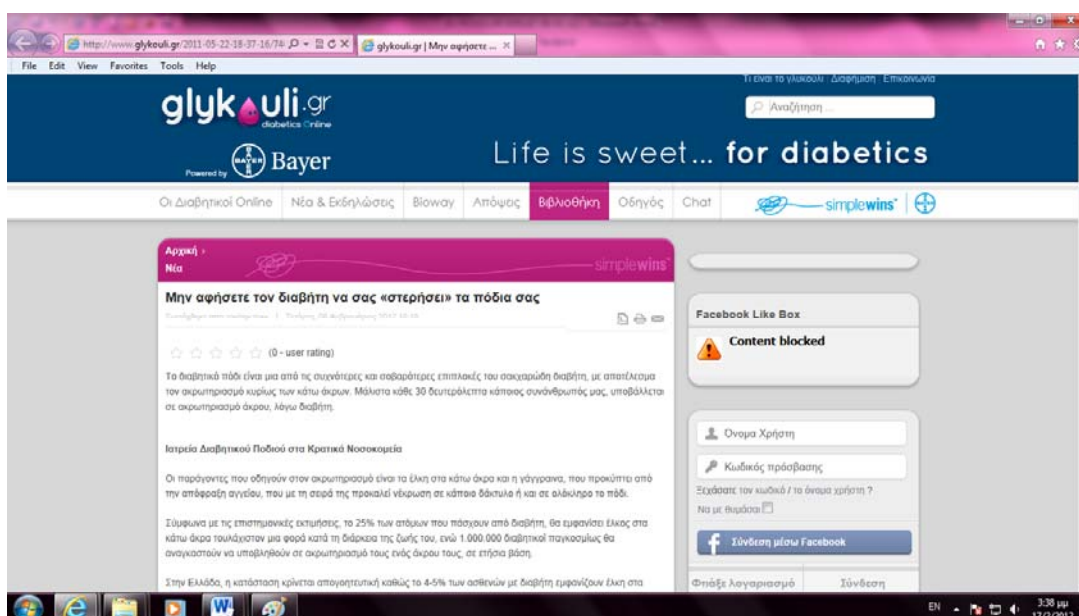 http://www.glykouli.gr/2011-05-22-18-37-16/74
glykouli.gr | Μην αφήσετε ...
File Edit View Favorites Tools Help
Τι είναι το γλυκούλι Διαφήμιση Επικοινωνία
glykouli.gr
diabetics Online
Αναζήτηση ...
Powered by BAYER Bayer
Life is sweet... for diabetics
Οι Διαβητικοί Online Νέα & Εκδηλώσεις Bioway Απόψεις Βιβλιοθήκη Οδηγός Chat simplewins
Αρχική ›
Νέα
simplewins
Μην αφήσετε τον διαβήτη να σας «στερήσει» τα πόδια σας
(0 - user rating)
Το διαβητικό πόδι είναι μια από τις συχνότερες και σοβαρότερες επιπλοκές του σακχαρώδη διαβήτη, με αποτέλεσμα
τον ακρωτηριασμό κυρίως των κάτω άκρων. Μάλιστα κάθε 30 δευτερόλεπτα κάποιος συνάνθρωπός μας, υποβάλλεται
σε ακρωτηριασμό άκρου, λόγω διαβήτη.
Ιατρεία Διαβητικού Ποδιού στα Κρατικά Νοσοκομεία
Οι παράγοντες που οδηγούν στον ακρωτηριασμό είναι τα έλκη στα κάτω άκρα και η γάγγραινα, που προκύπτει από
την απόφραξη αγγείου, που με τη σειρά της προκαλεί νέκρωση σε κάποιο δάκτυλο ή και σε ολόκληρο το πόδι.
Σύμφωνα με τις επιστημονικές εκτιμήσεις, το 25% των ατόμων που πάσχουν από διαβήτη, θα εμφανίσει έλκος στα
κάτω άκρα τουλάχιστον μια φορά κατά τη διάρκεια της ζωής του, ενώ 1.000.000 διαβητικοί παγκοσμίως θα
αναγκαστούν να υποβληθούν σε ακρωτηριασμό τους ενός άκρου τους, σε ετήσια βάση.
Στην Ελλάδα, η κατάσταση κρίνεται απογοητευτική καθώς το 4-5% των ασθενών με διαβήτη εμφανίζουν έλκη στα
Facebook Like Box
Content blocked
Όνομα Χρήστη
Κωδικός πρόσβασης
Ξεχάσατε τον κωδικό / το όνομα χρήστη ?
Να με θυμάσαι
Σύνδεση μέσω Facebook
Φτιάξε λογαριασμό Σύνδεση
EN 3:38 μμ
17/2/2012